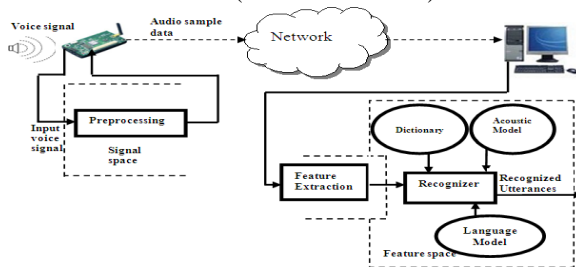 Voice signal
Audio sample
data
Network
Input
voice
signal
Preprocessing
Signal
space
Dictionary
Acoustic
Model
Feature
Extraction
Recognizer
Recognized
Utterances
Language
Model
Feature space